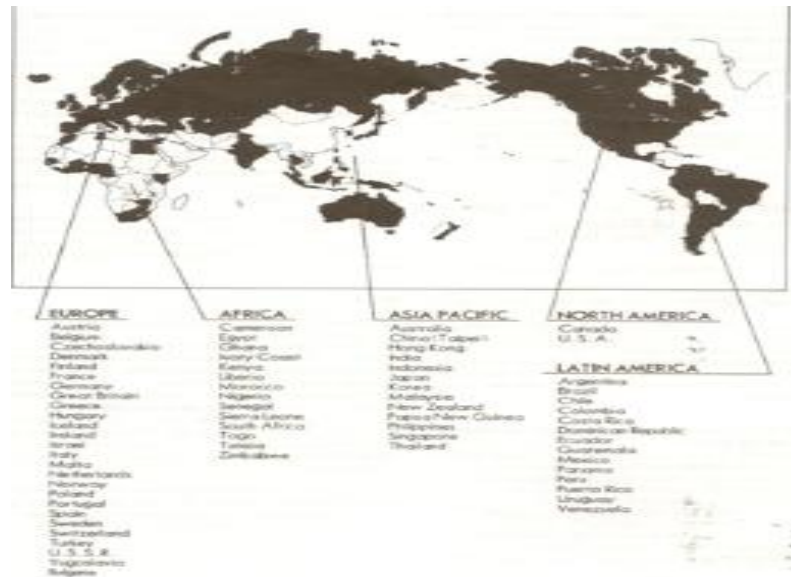 EUROPE
Austria
Belgium
Czechoslovakia
Denmark
Finland
France
Germany
Great Britain
Greece
Hungary
Iceland
Ireland
Israel
Italy
Malta
Netherlands
Norway
Poland
Portugal
Spain
Sweden
Switzerland
Turkey
U. S. S. R.
Yugoslavia
Bulgaria
AFRICA
Cameroon
Egypt
Ghana
Ivory Coast
Kenya
Liberia
Morocco
Nigeria
Senegal
Sierra Leone
South Africa
Togo
Tunisia
Zimbabwe
ASIA PACIFIC
Australia
China (Taipei)
Hong Kong
India
Indonesia
Japan
Korea
Malaysia
New Zealand
Papua New Guinea
Philippines
Singapore
Thailand
NORTH AMERICA
Canada
U. S. A.
LATIN AMERICA
Argentina
Brazil
Chile
Colombia
Costa Rica
Dominican Republic
Ecuador
Guatemala
Mexico
Panama
Peru
Puerto Rico
Uruguay
Venezuela